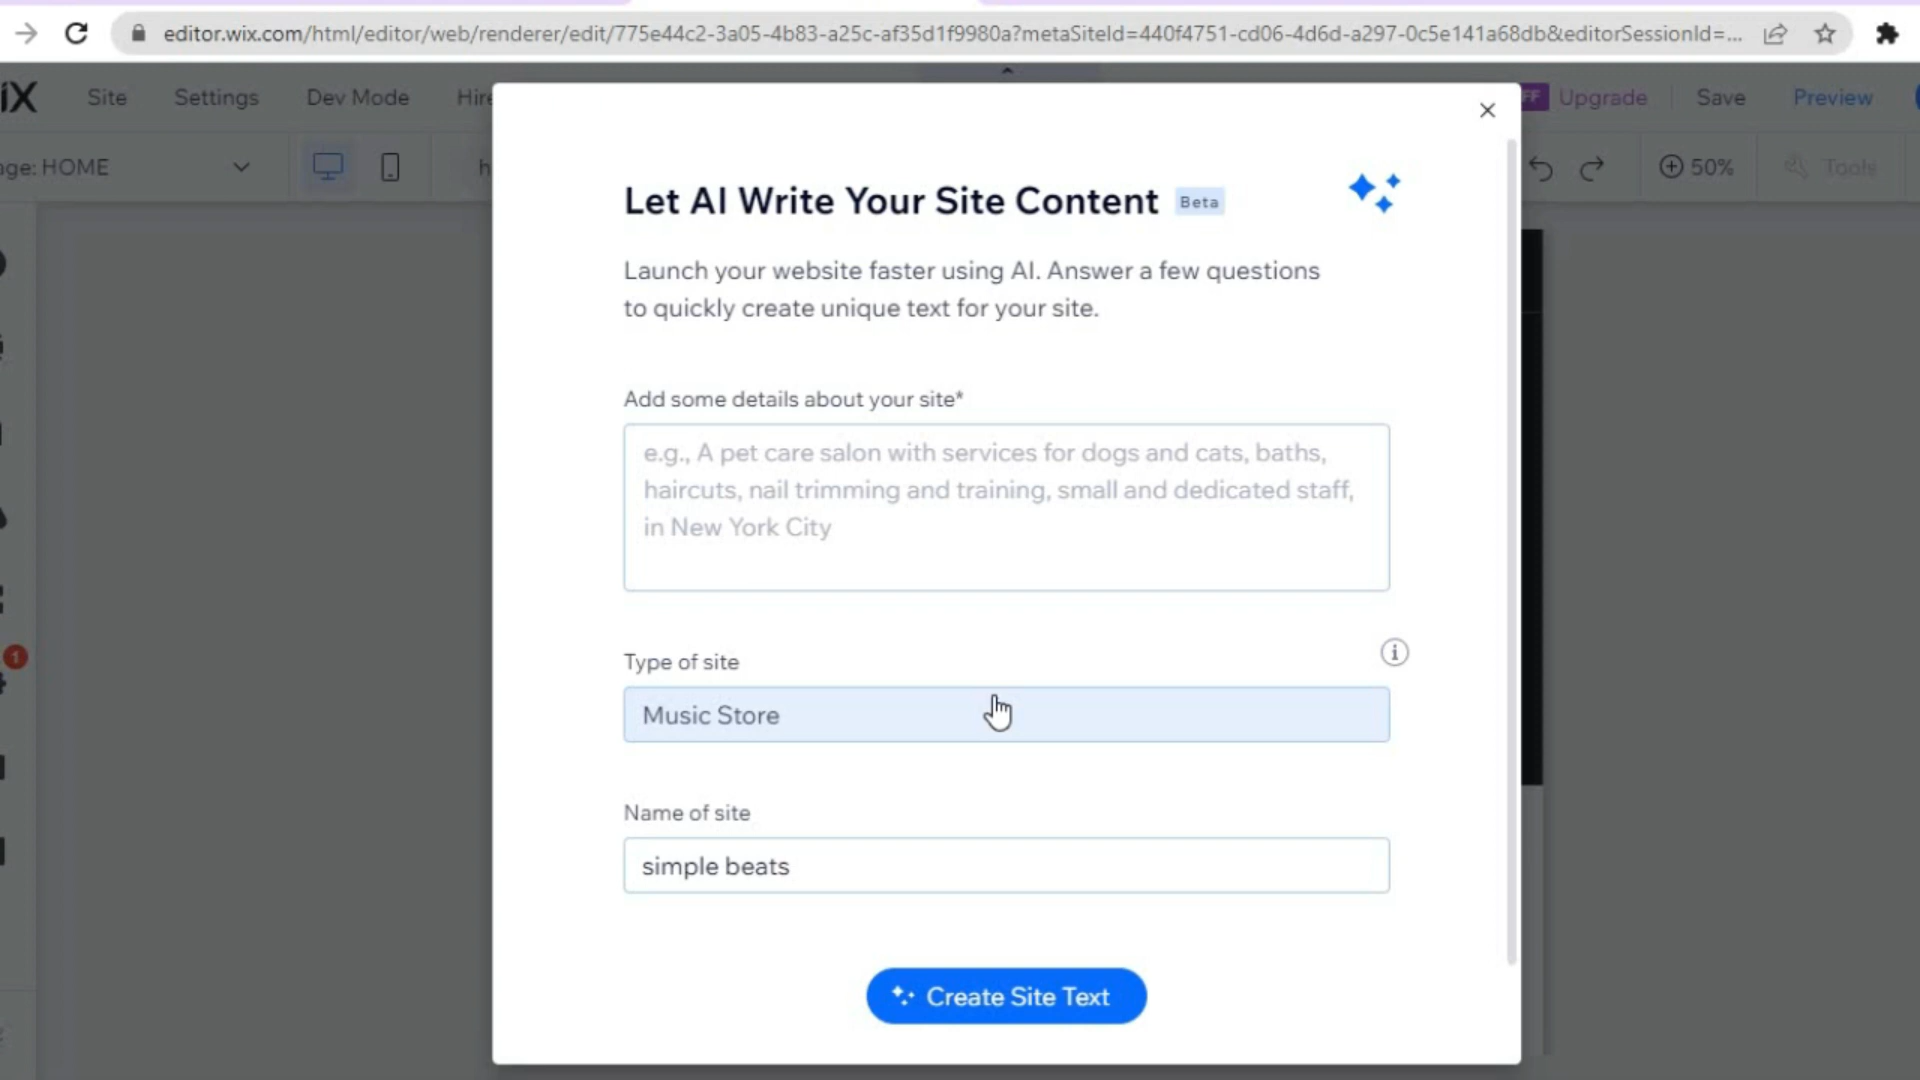 editor.wix.com/html/editor/web/renderer/edit/775e44c2-3a05-4b83-a25c-af35d1f9980a?metaSiteId=440f4751-cd06-4d6d-a297-0c5e141a68db&editorSessionId=...
iX Site Settings Dev Mode Hire FF Upgrade Save Preview
age: HOME h 50% Tools
Let AI Write Your Site Content Beta
Launch your website faster using AI. Answer a few questions
to quickly create unique text for your site.
Add some details about your site*
e.g., A pet care salon with services for dogs and cats, baths,
haircuts, nail trimming and training, small and dedicated staff,
in New York City
Type of site
Music Store
1
Name of site
simple beats
Create Site Text